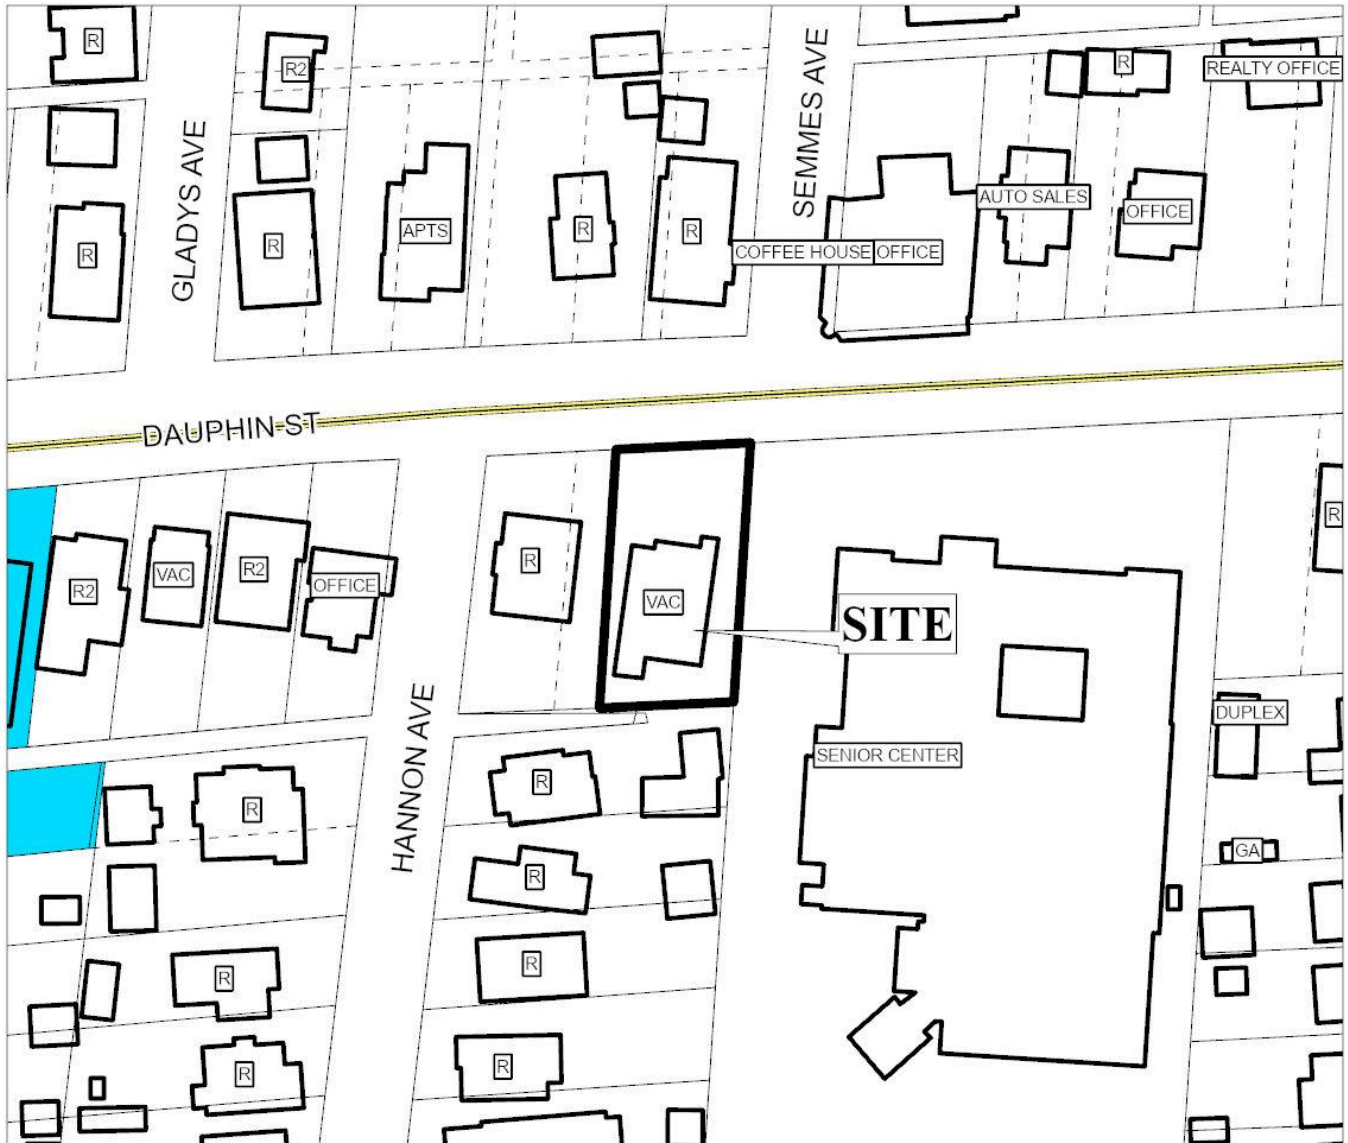 R
R2
R
REALTY OFFICE
GLADYS AVE
SEMMES AVE
R
R
APTS
R
R
AUTO SALES
OFFICE
COFFEE HOUSE
OFFICE
DAUPHIN ST
R2
VAC
R2
OFFICE
R
VAC
SITE
R
HANNON AVE
DUPLEX
SENIOR CENTER
R
R
GA
R
R
R
R
R